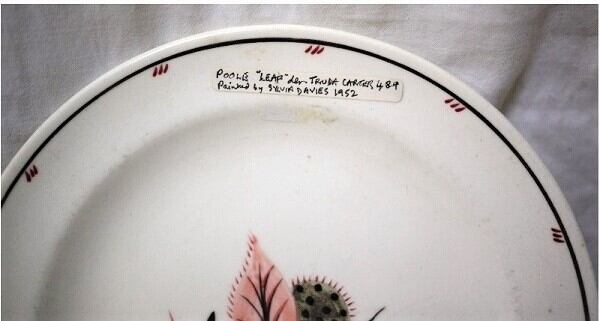 POOLE "LEAF" des TRUDA CARTER 489
Painted by SYLVIA DAVIES 1952